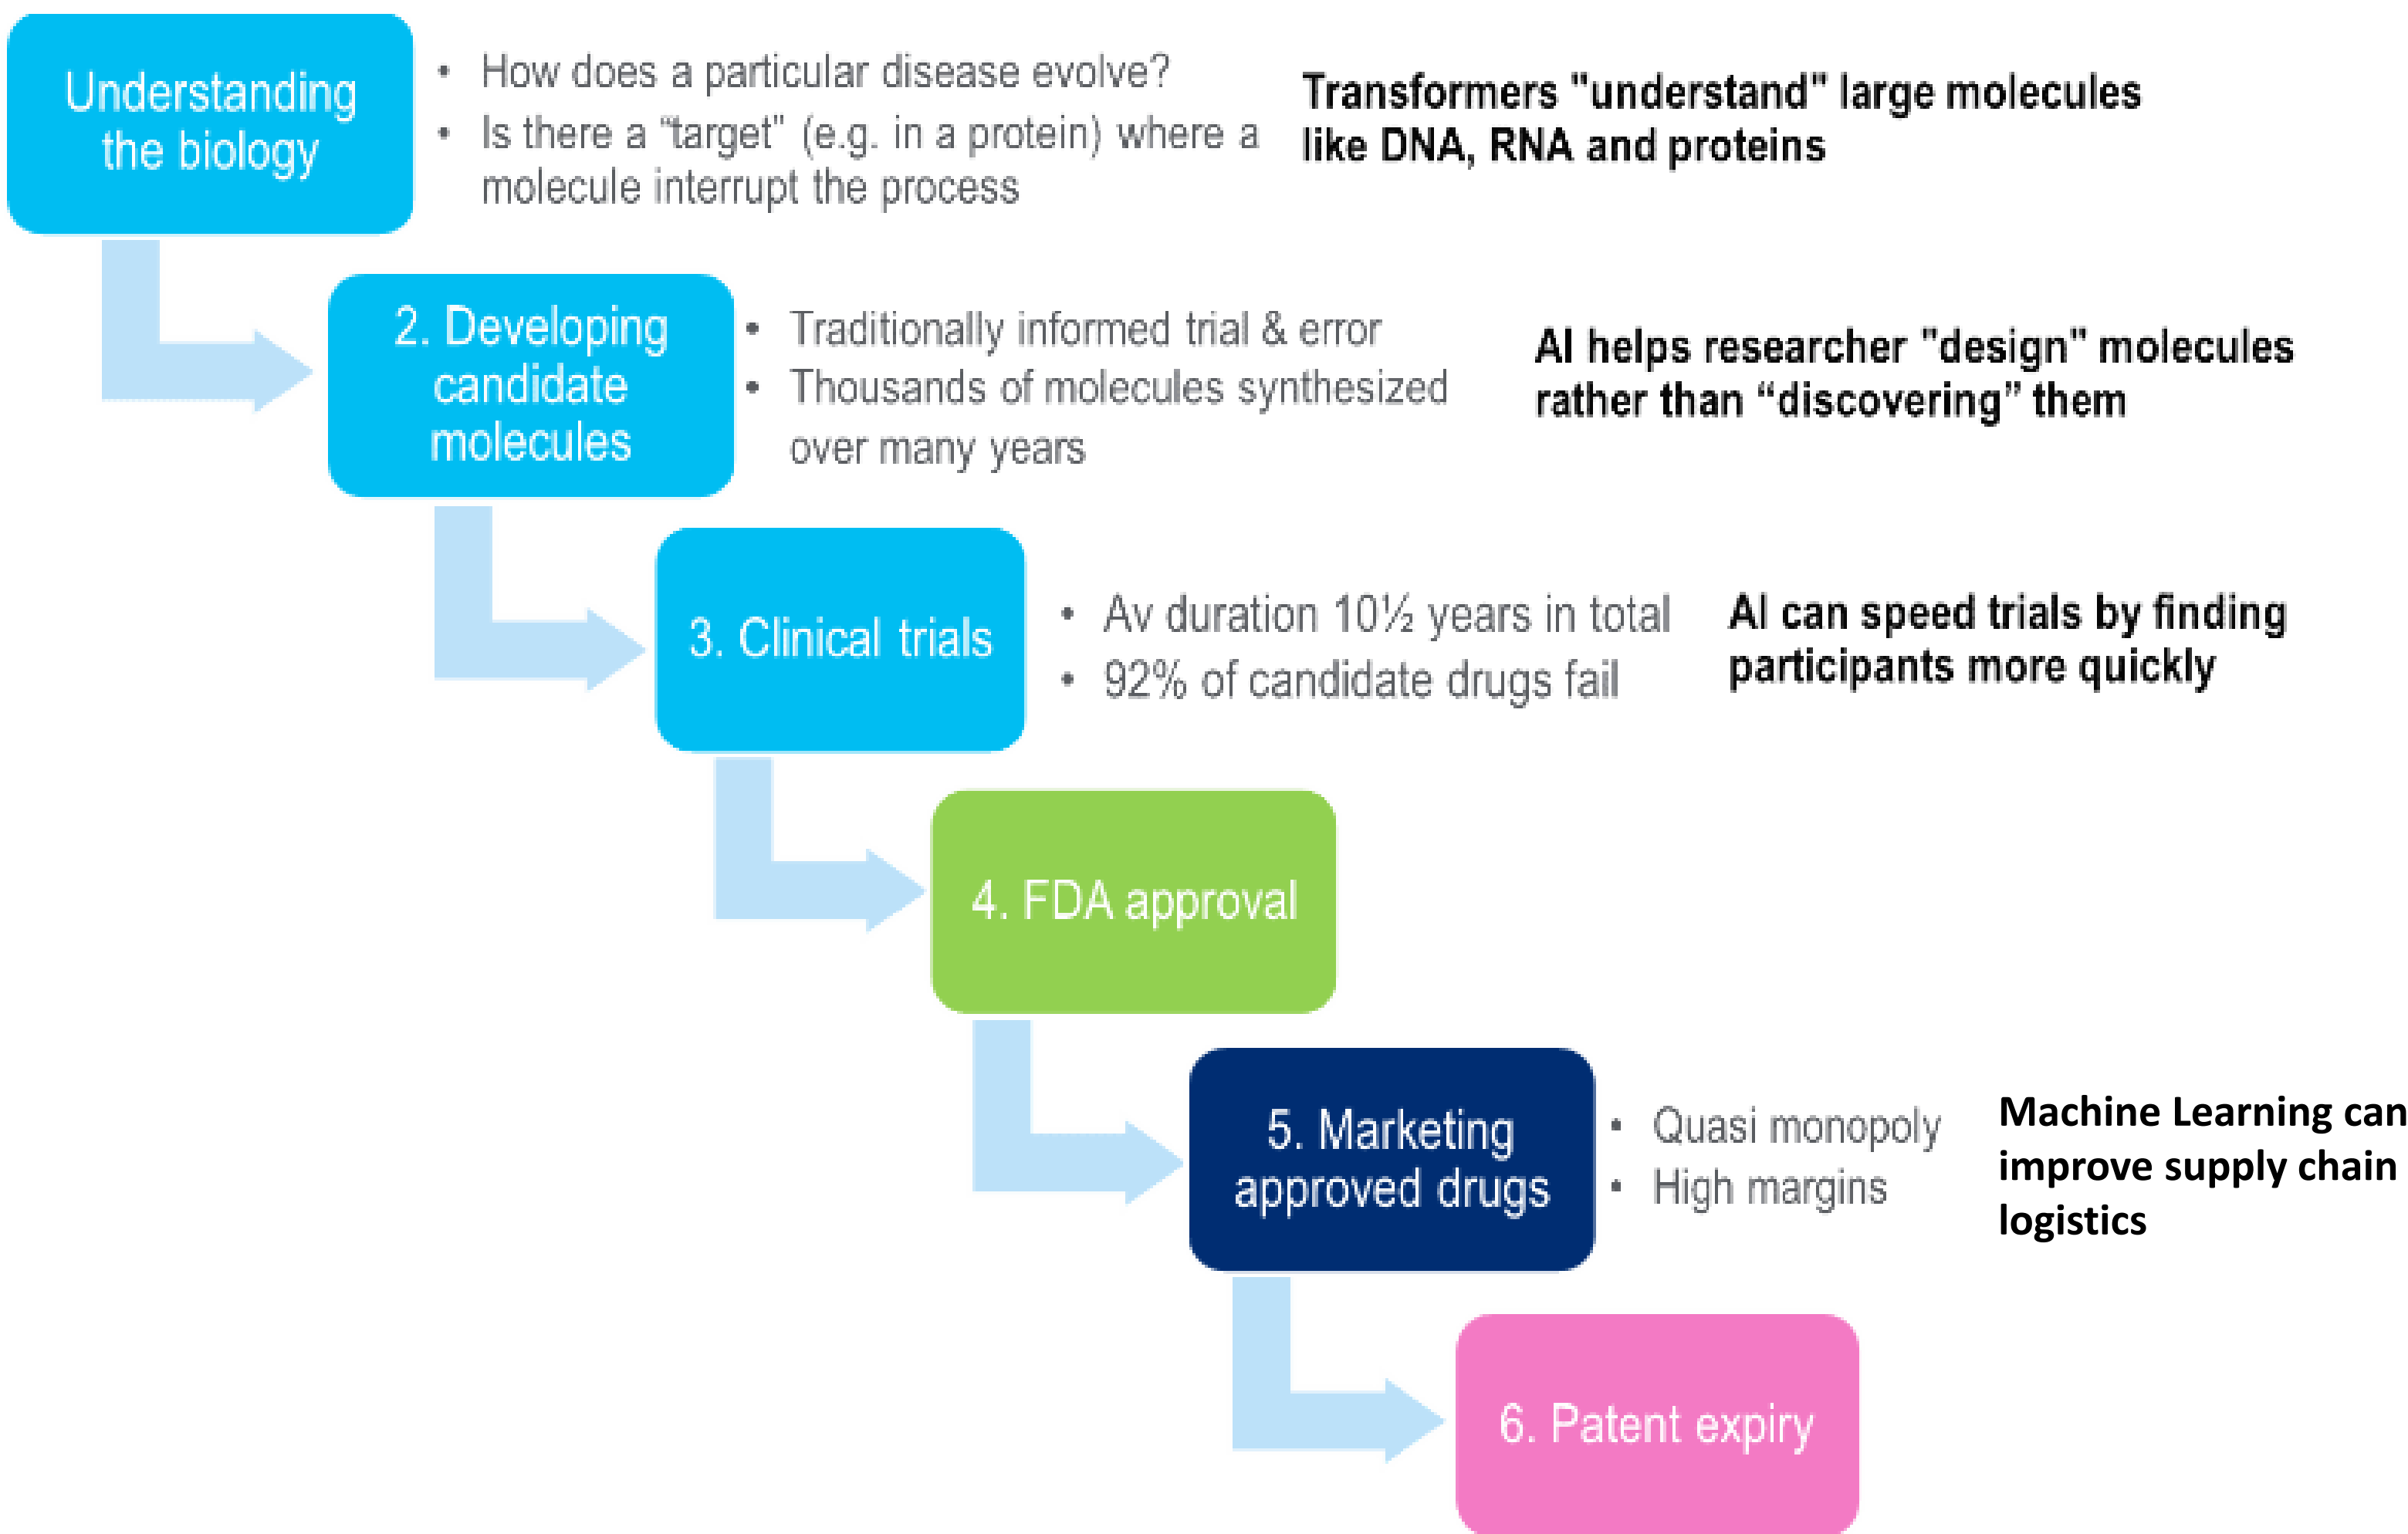 Understanding
the biology
• How does a particular disease evolve?
• Is there a “target” (e.g. in a protein) where a
molecule interrupt the process
Transformers "understand" large molecules
like DNA, RNA and proteins
2. Developing
candidate
molecules
• Traditionally informed trial & error
• Thousands of molecules synthesized
over many years
AI helps researcher "design" molecules
rather than “discovering” them
3. Clinical trials
• Av duration 10½ years in total
• 92% of candidate drugs fail
AI can speed trials by finding
participants more quickly
4. FDA approval
5. Marketing
approved drugs
• Quasi monopoly
• High margins
Machine Learning can
improve supply chain
logistics
6. Patent expiry